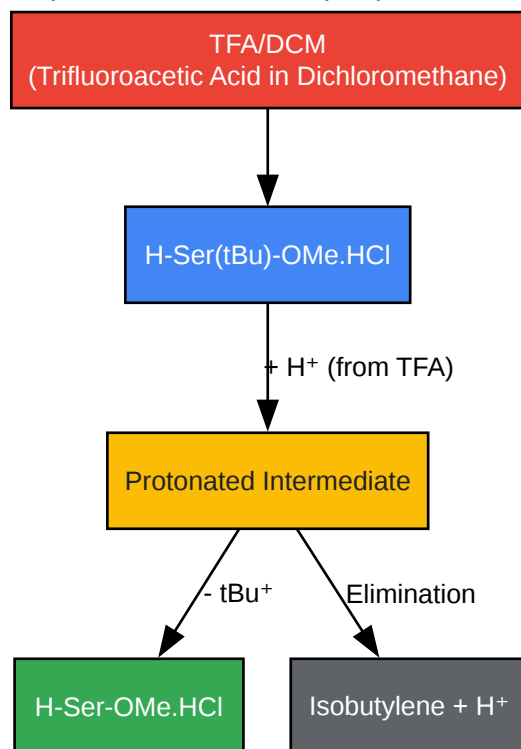 TFA/DCM
(Trifluoroacetic Acid in Dichloromethane)
H-Ser(tBu)-OMe.HCl
+ H⁺ (from TFA)
Protonated Intermediate
- tBu⁺
Elimination
H-Ser-OMe.HCl
Isobutylene + H⁺